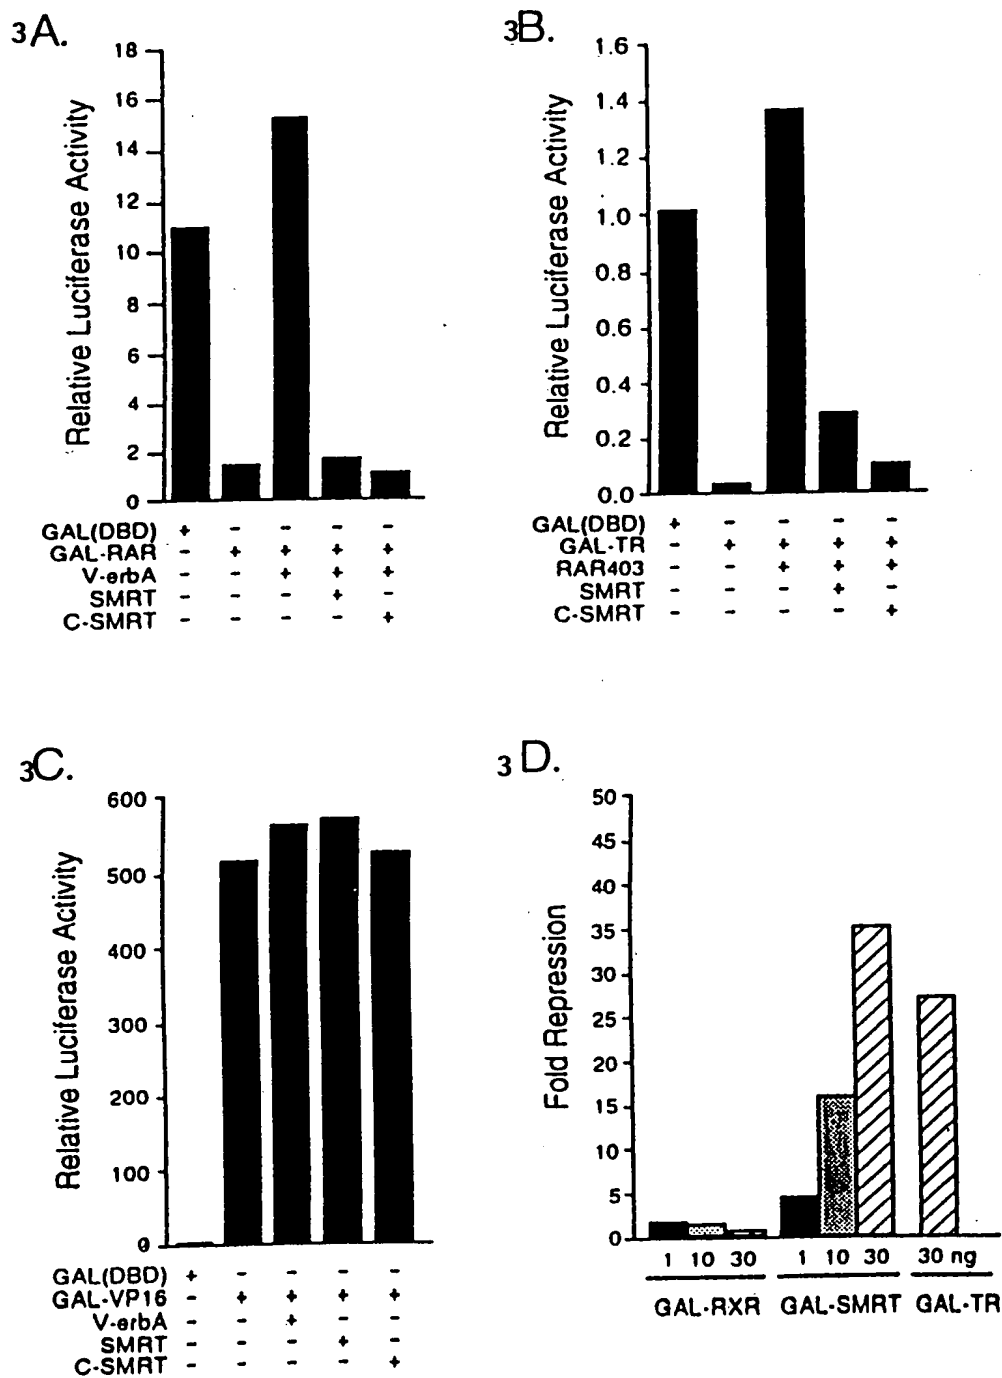 3A.
Relative Luciferase Activity
18
16
14
12
10
8
6
4
2
0
GAL(DBD) + - - - -
GAL-RAR - + + + +
V-erbA - - + + +
SMRT - - - + -
C-SMRT - - - - +
3B.
Relative Luciferase Activity
1.6
1.4
1.2
1.0
0.8
0.6
0.4
0.2
0.0
GAL(DBD) + - - - -
GAL-TR - + + + +
RAR403 - - + + +
SMRT - - - + -
C-SMRT - - - - +
3C.
Relative Luciferase Activity
600
500
400
300
200
100
0
GAL(DBD) + - - - -
GAL-VP16 - + + + +
V-erbA - - + - -
SMRT - - - + -
C-SMRT - - - - +
3D.
Fold Repression
50
45
40
35
30
25
20
15
10
5
0
1 10 30 1 10 30 30 ng
GAL-RXR GAL-SMRT GAL-TR